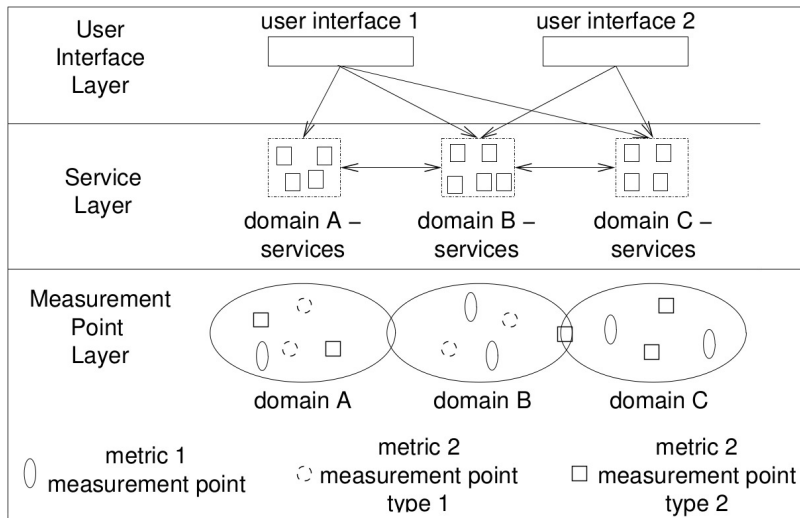 User
Interface
Layer
user interface 1
user interface 2
Service
Layer
domain A –
services
domain B –
services
domain C –
services
Measurement
Point
Layer
domain A
domain B
domain C
metric 1
measurement point
metric 2
measurement point
type 1
metric 2
measurement point
type 2